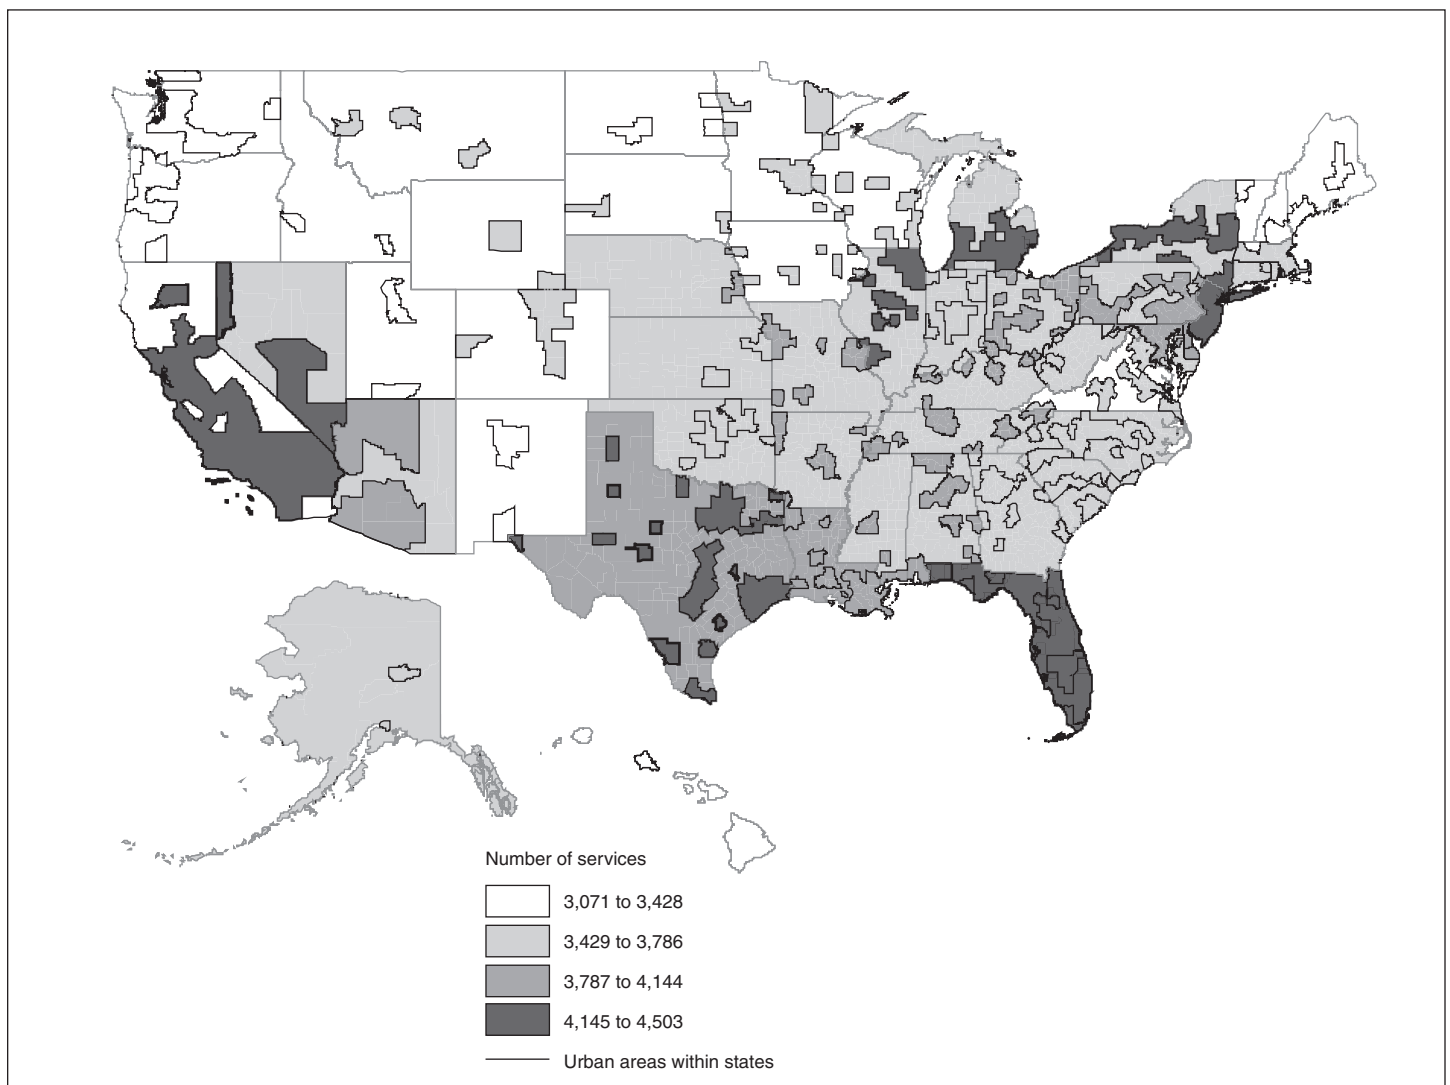 Number of services
3,071 to 3,428
3,429 to 3,786
3,787 to 4,144
4,145 to 4,503
Urban areas within states